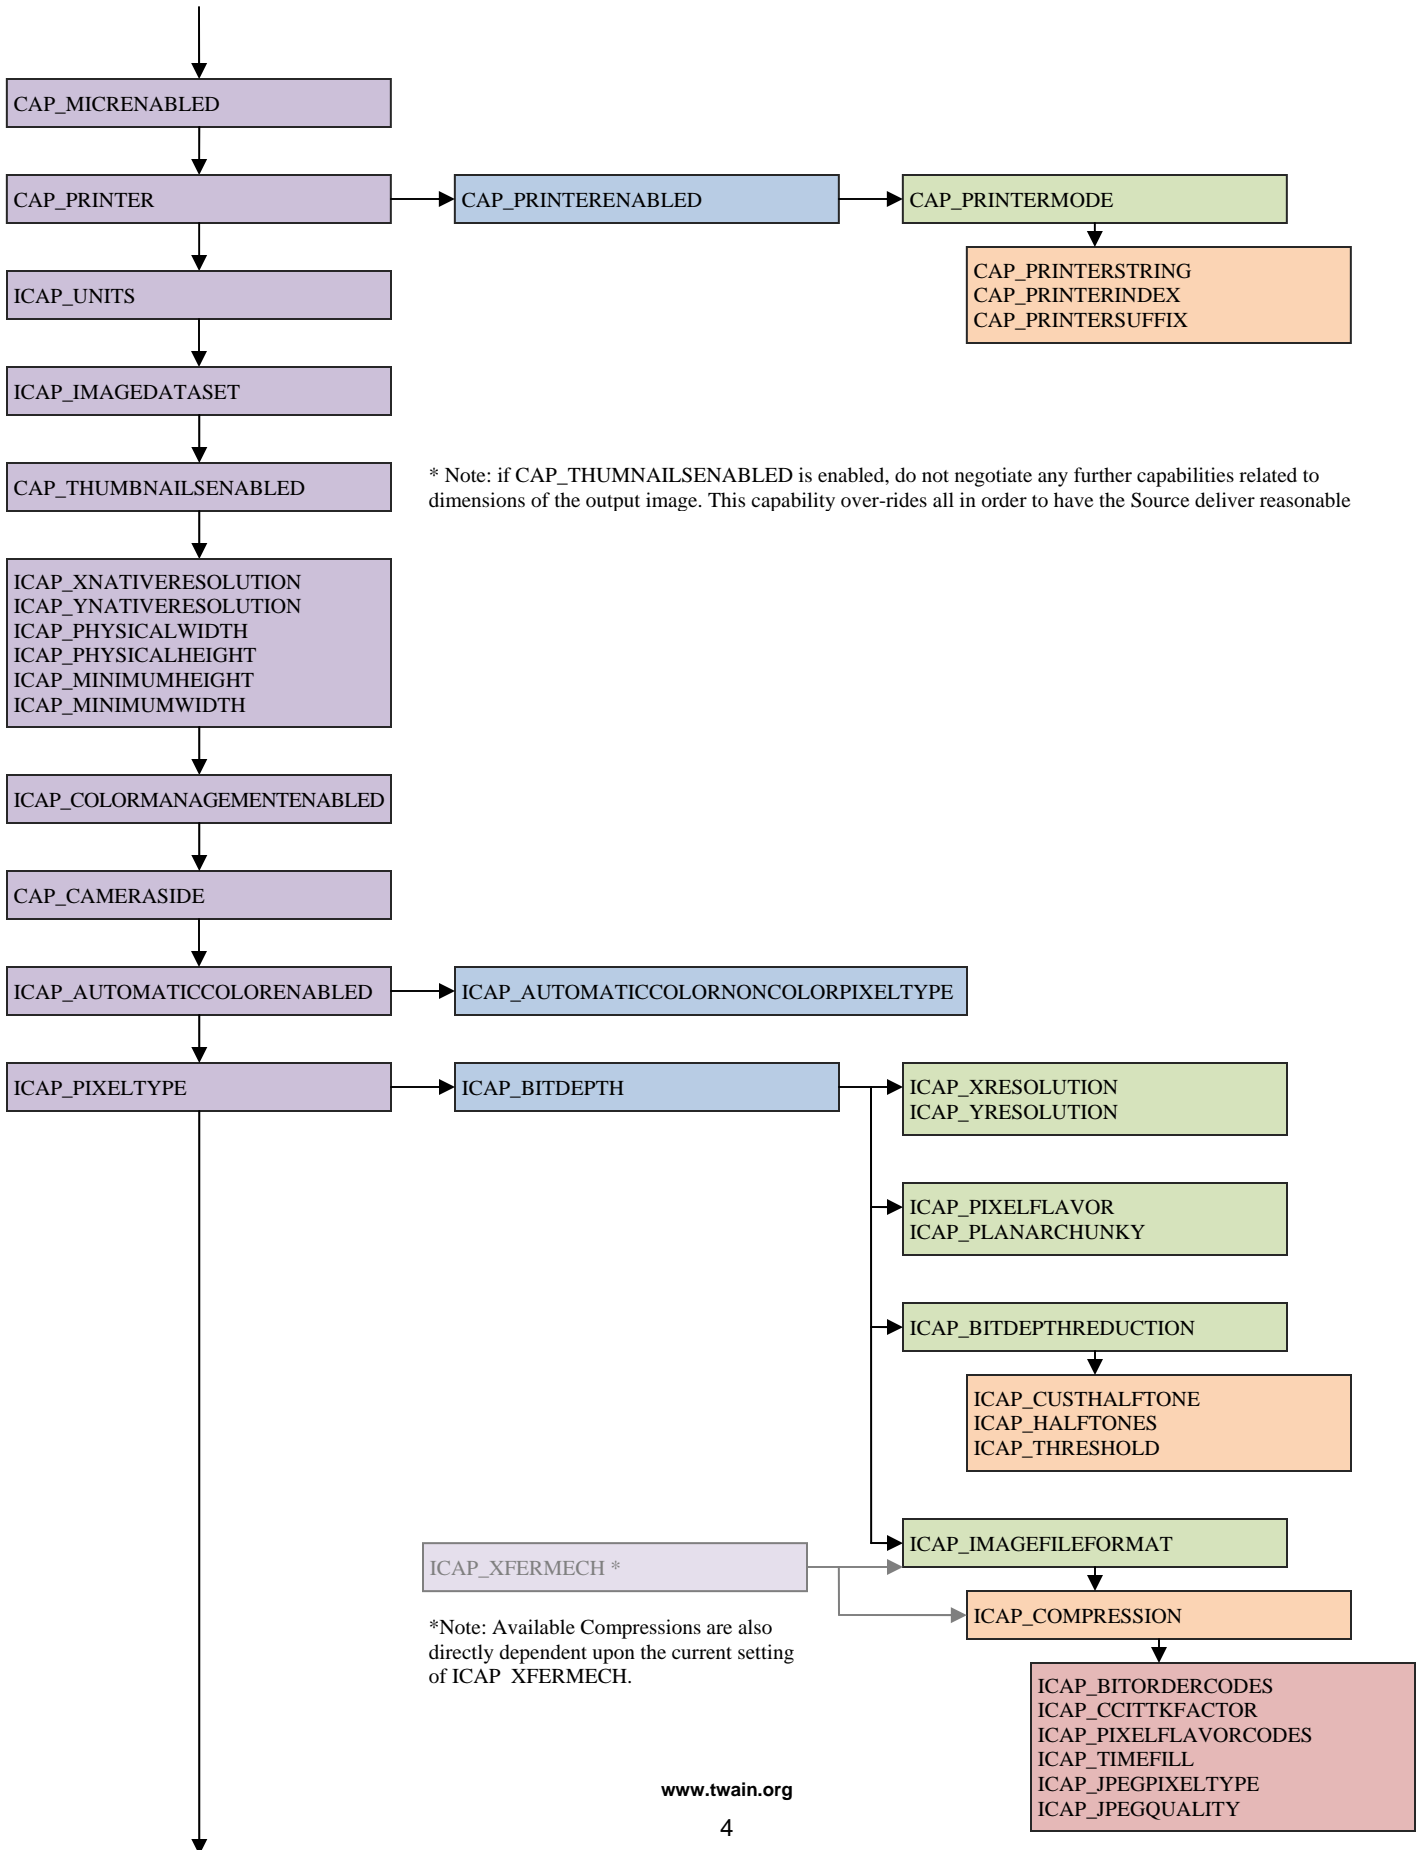 CAP_MICRENABLED
CAP_PRINTER
CAP_PRINTERENABLED
CAP_PRINTERMODE
CAP_PRINTERSTRING
CAP_PRINTERINDEX
CAP_PRINTERSUFFIX
ICAP_UNITS
ICAP_IMAGEDATASET
CAP_THUMBNAILSENABLED
* Note: if CAP_THUMNAILSENABLED is enabled, do not negotiate any further capabilities related to
dimensions of the output image. This capability over-rides all in order to have the Source deliver reasonable
ICAP_XNATIVERESOLUTION
ICAP_YNATIVERESOLUTION
ICAP_PHYSICALWIDTH
ICAP_PHYSICALHEIGHT
ICAP_MINIMUMHEIGHT
ICAP_MINIMUMWIDTH
ICAP_COLORMANAGEMENTENABLED
CAP_CAMERASIDE
ICAP_AUTOMATICCOLORENABLED
ICAP_AUTOMATICCOLORNONCOLORPIXELTYPE
ICAP_PIXELTYPE
ICAP_BITDEPTH
ICAP_XRESOLUTION
ICAP_YRESOLUTION
ICAP_PIXELFLAVOR
ICAP_PLANARCHUNKY
ICAP_BITDEPTHREDUCTION
ICAP_CUSTHALFTONE
ICAP_HALFTONES
ICAP_THRESHOLD
ICAP_IMAGEFILEFORMAT
ICAP_XFERMECH *
ICAP_COMPRESSION
*Note: Available Compressions are also
directly dependent upon the current setting
of ICAP XFERMECH.
ICAP_BITORDERCODES
ICAP_CCITTKFACTOR
ICAP_PIXELFLAVORCODES
ICAP_TIMEFILL
ICAP_JPEGPIXELTYPE
ICAP_JPEGQUALITY
www.twain.org
4